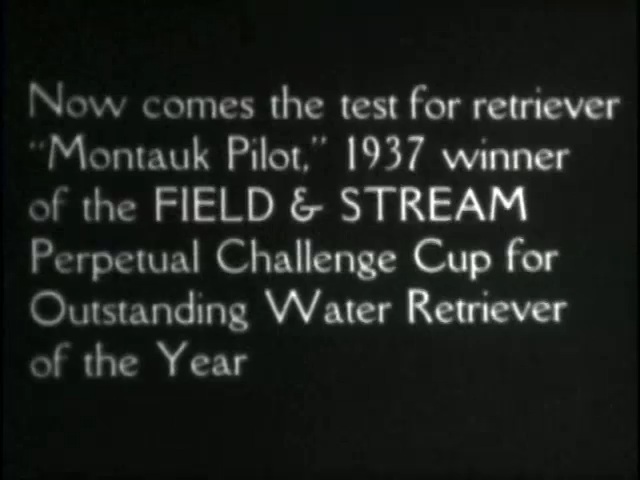 Now comes the test for retriever
"Montauk Pilot," 1937 winner
of the FIELD & STREAM
Perpetual Challenge Cup for
Outstanding Water Retriever
of the Year